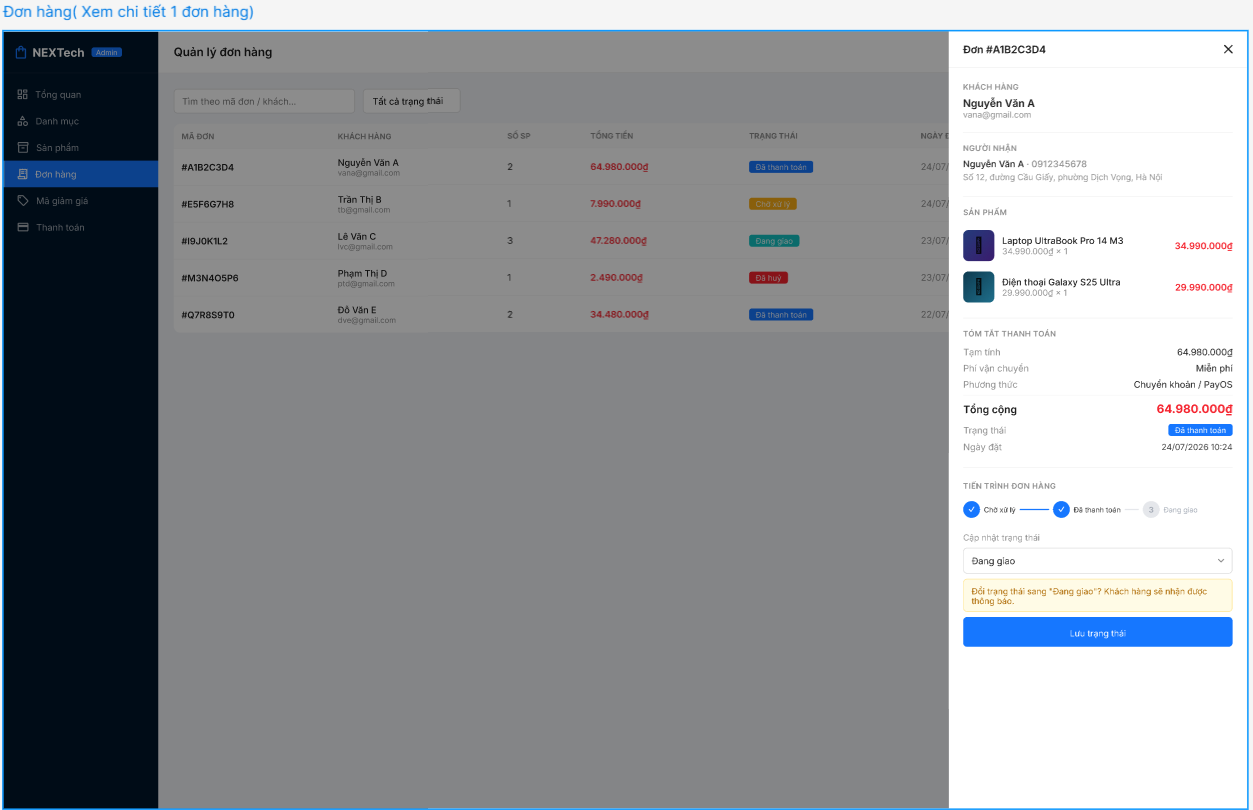 Đơn hàng( Xem chi tiết 1 đơn hàng)
NEXTech Admin
Tổng quan
Danh mục
Sản phẩm
Đơn hàng
Mã giảm giá
Thanh toán
Quản lý đơn hàng
Tìm theo mã đơn / khách...
Tất cả trạng thái
MÃ ĐƠN KHÁCH HÀNG SỐ SP TỔNG TIỀN TRẠNG THÁI NGÀY
#A1B2C3D4 Nguyễn Văn A 2 64.980.000₫ Đã thanh toán 24/07/
vana@gmail.com
#E5F6G7H8 Trần Thị B 1 7.990.000₫ Chờ xử lý 24/07/
tb@gmail.com
#I9J0K1L2 Lê Văn C 3 47.280.000₫ Đang giao 23/07/
lvc@gmail.com
#M3N4O5P6 Phạm Thị D 1 2.490.000₫ Đã huỷ 23/07/
ptd@gmail.com
#Q7R8S9T0 Đỗ Văn E 2 34.480.000₫ Đã thanh toán 22/07/
dve@gmail.com
Đơn #A1B2C3D4
KHÁCH HÀNG
Nguyễn Văn A
vana@gmail.com
NGƯỜI NHẬN
Nguyễn Văn A · 0912345678
Số 12, đường Cầu Giấy, phường Dịch Vọng, Hà Nội
SẢN PHẨM
Laptop UltraBook Pro 14 M3 34.990.000₫
34.990.000₫ × 1
Điện thoại Galaxy S25 Ultra 29.990.000₫
29.990.000₫ × 1
TÓM TẮT THANH TOÁN
Tạm tính 64.980.000₫
Phí vận chuyển Miễn phí
Phương thức Chuyển khoản / PayOS
Tổng cộng 64.980.000₫
Trạng thái Đã thanh toán
Ngày đặt 24/07/2026 10:24
TIẾN TRÌNH ĐƠN HÀNG
Chờ xử lý Đã thanh toán 3 Đang giao
Cập nhật trạng thái
Đang giao
Đổi trạng thái sang "Đang giao"? Khách hàng sẽ nhận được
thông báo.
Lưu trạng thái